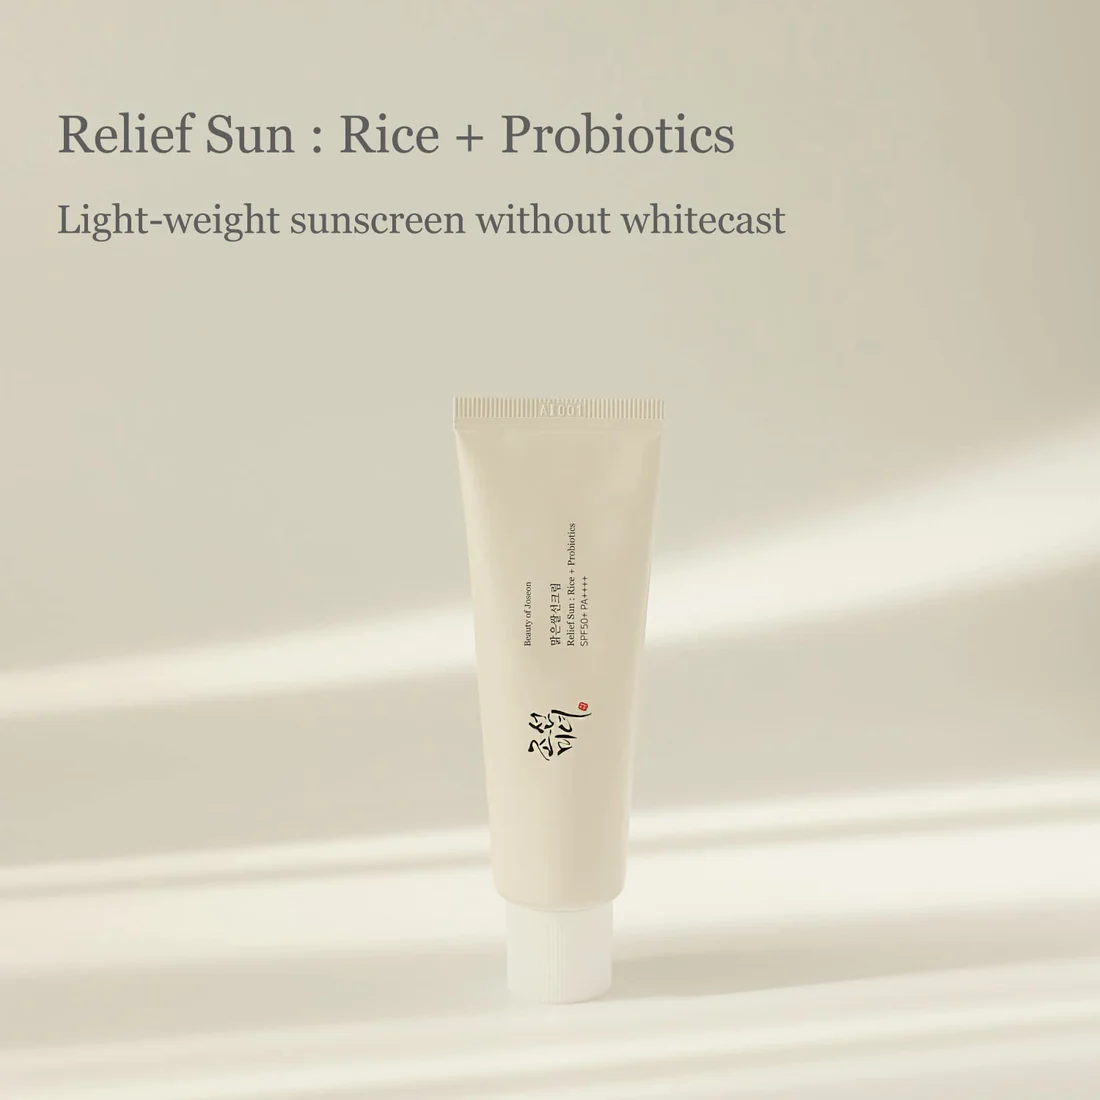 Relief Sun : Rice + Probiotics
Light-weight sunscreen without whitecast
AI001
Beauty of Joseon
맑은쌀선크림
Relief Sun : Rice + Probiotics
SPF50+ PA++++
조선
미녀